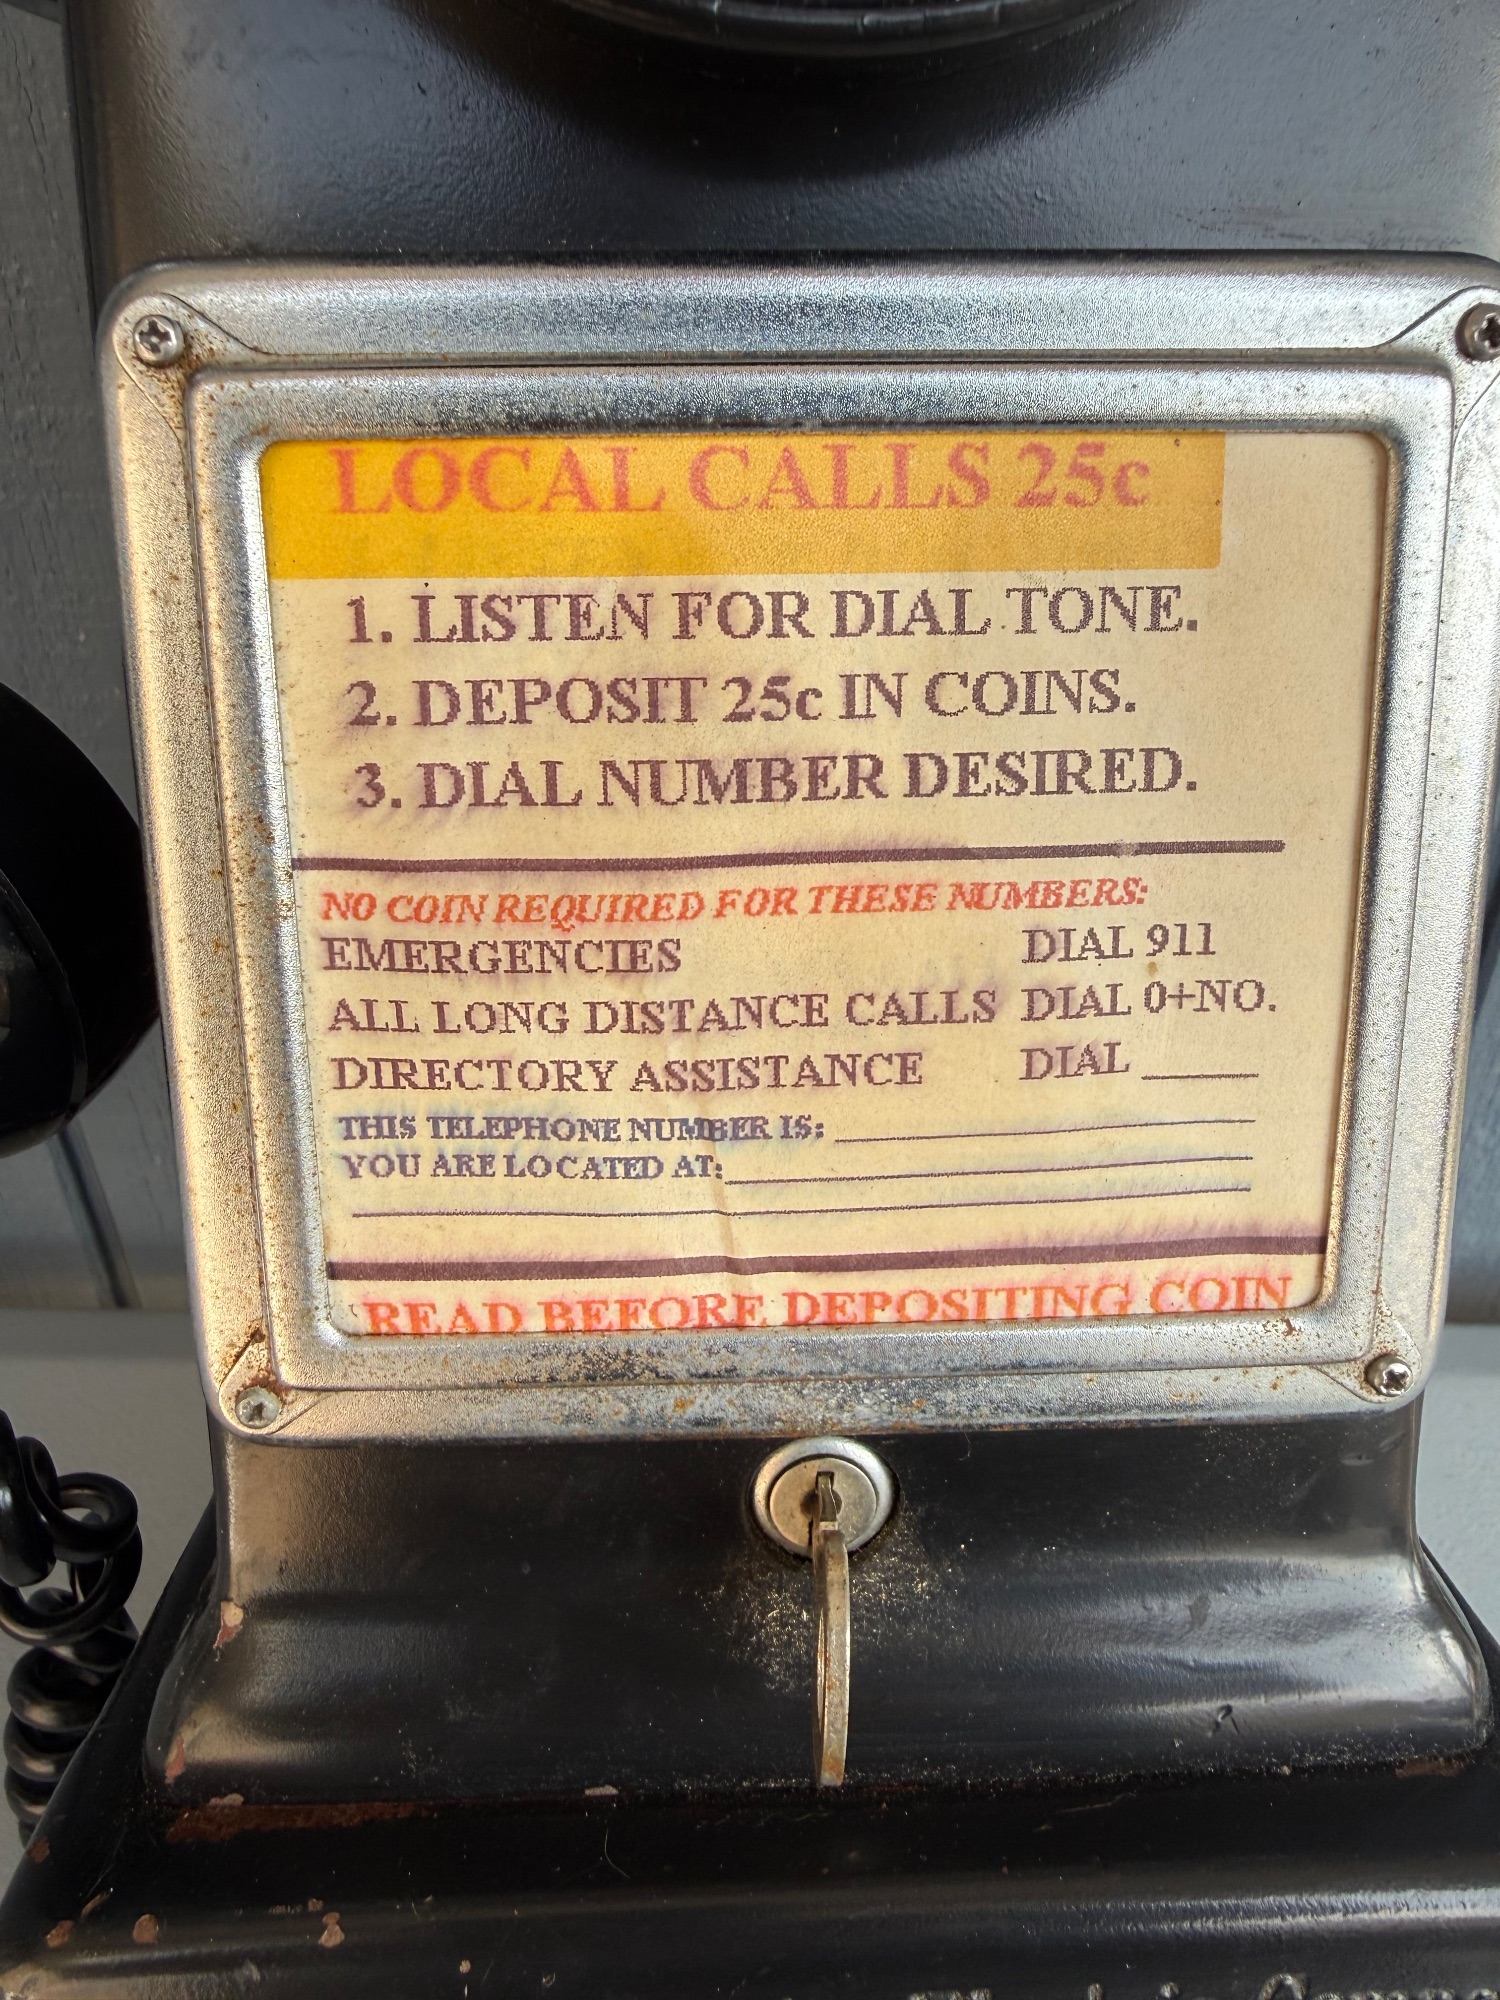 LOCAL CALLS 25c
1. LISTEN FOR DIAL TONE.
2. DEPOSIT 25c IN COINS.
3. DIAL NUMBER DESIRED.
NO COIN REQUIRED FOR THESE NUMBERS:
EMERGENCIES DIAL 911
ALL LONG DISTANCE CALLS DIAL 0+NO.
DIRECTORY ASSISTANCE DIAL
THIS TELEPHONE NUMBER IS:
YOU ARE LOCATED AT:
READ BEFORE DEPOSITING COIN